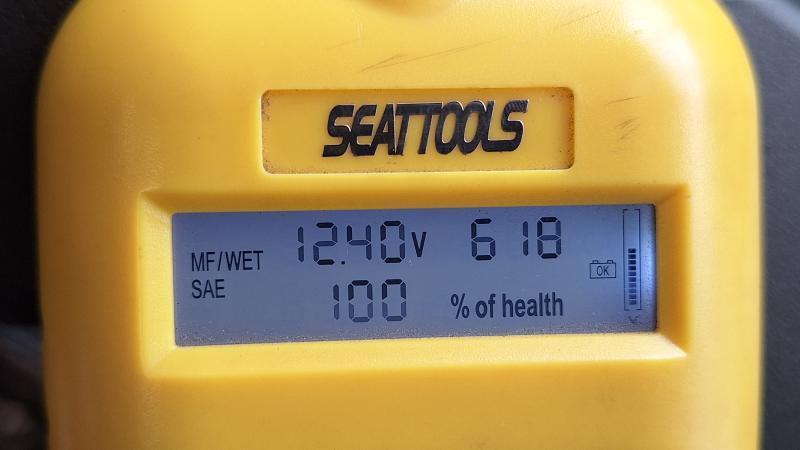 SEATTOOLS
MF/WET 12.40V 618
SAE 100 % of health
OK